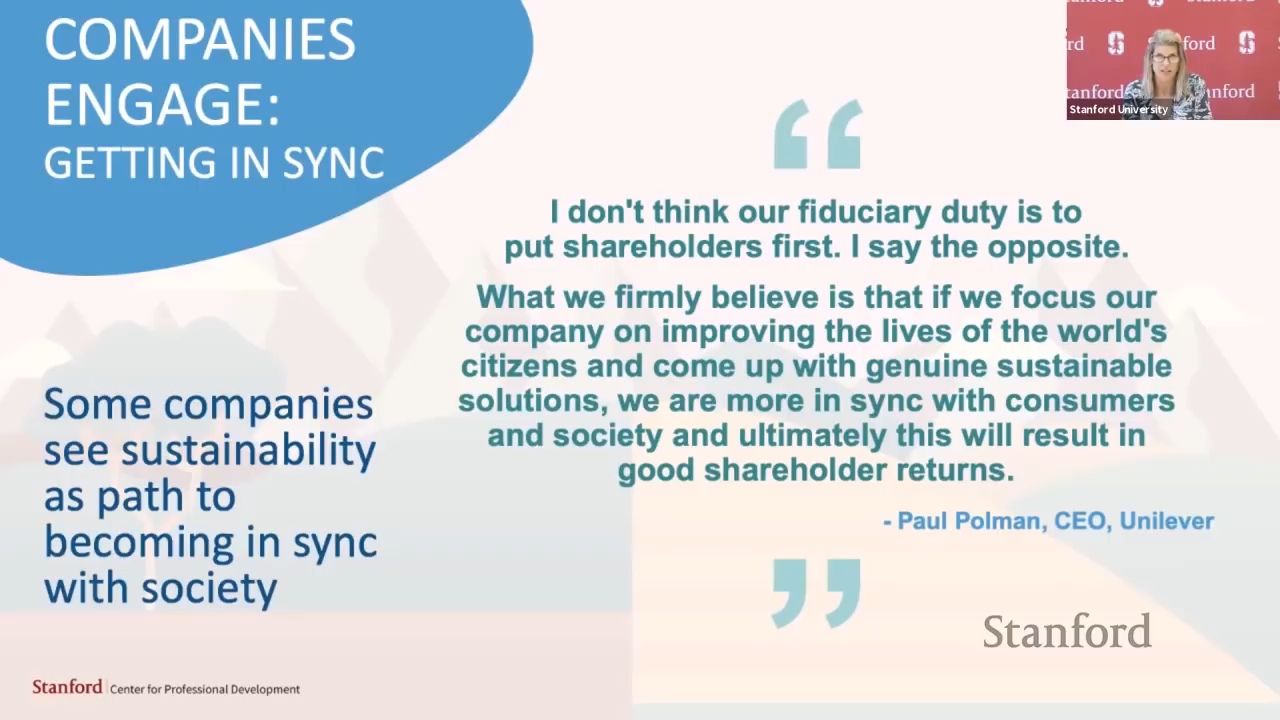 COMPANIES
ENGAGE:
GETTING IN SYNC
Some companies
see sustainability
as path to
becoming in sync
with society
“
I don't think our fiduciary duty is to
put shareholders first. I say the opposite.
What we firmly believe is that if we focus our
company on improving the lives of the world's
citizens and come up with genuine sustainable
solutions, we are more in sync with consumers
and society and ultimately this will result in
good shareholder returns.
- Paul Polman, CEO, Unilever
”
Stanford
Stanford | Center for Professional Development
Stanford University